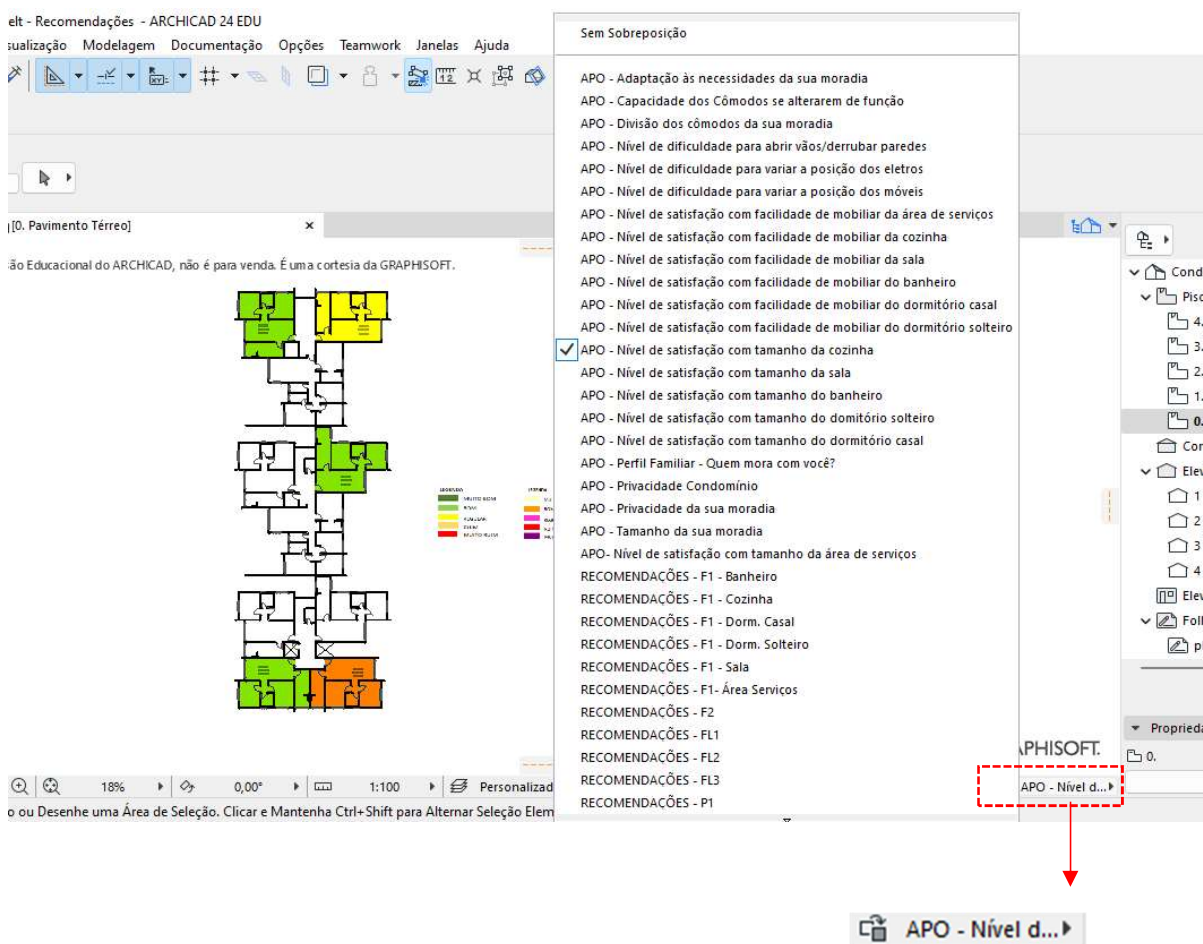 elt - Recomendações - ARCHICAD 24 EDU
sualização Modelagem Documentação Opções Teamwork Janelas Ajuda
[0. Pavimento Térreo]
ão Educacional do ARCHICAD, não é para venda. É uma cortesia da GRAPHISOFT.
LEGENDA
MUITO BOM
BOM
REGULAR
RUIM
MUITO RUIM
Sem Sobreposição
APO - Adaptação às necessidades da sua moradia
APO - Capacidade dos Cômodos se alterarem de função
APO - Divisão dos cômodos da sua moradia
APO - Nível de dificuldade para abrir vãos/derrubar paredes
APO - Nível de dificuldade para variar a posição dos eletros
APO - Nível de dificuldade para variar a posição dos móveis
APO - Nível de satisfação com facilidade de mobiliar da área de serviços
APO - Nível de satisfação com facilidade de mobiliar da cozinha
APO - Nível de satisfação com facilidade de mobiliar da sala
APO - Nível de satisfação com facilidade de mobiliar do banheiro
APO - Nível de satisfação com facilidade de mobiliar do dormitório casal
APO - Nível de satisfação com facilidade de mobiliar do dormitório solteiro
APO - Nível de satisfação com tamanho da cozinha
APO - Nível de satisfação com tamanho da sala
APO - Nível de satisfação com tamanho do banheiro
APO - Nível de satisfação com tamanho do domitório solteiro
APO - Nível de satisfação com tamanho do dormitório casal
APO - Perfil Familiar - Quem mora com você?
APO - Privacidade Condomínio
APO - Privacidade da sua moradia
APO - Tamanho da sua moradia
APO- Nível de satisfação com tamanho da área de serviços
RECOMENDAÇÕES - F1 - Banheiro
RECOMENDAÇÕES - F1 - Cozinha
RECOMENDAÇÕES - F1 - Dorm. Casal
RECOMENDAÇÕES - F1 - Dorm. Solteiro
RECOMENDAÇÕES - F1 - Sala
RECOMENDAÇÕES - F1- Área Serviços
RECOMENDAÇÕES - F2
RECOMENDAÇÕES - FL1
RECOMENDAÇÕES - FL2
RECOMENDAÇÕES - FL3
RECOMENDAÇÕES - P1
Cond
Piso
4.
3.
2.
1.
0.
Cor
Elev
1
2
3
4
Elev
Foll
pl
Propried
0.
APHISOFT.
18% 0,00° 1:100 Personalizad
APO - Nível d...
o ou Desenhe uma Área de Seleção. Clicar e Mantenha Ctrl+Shift para Alternar Seleção Elem
APO - Nível d...